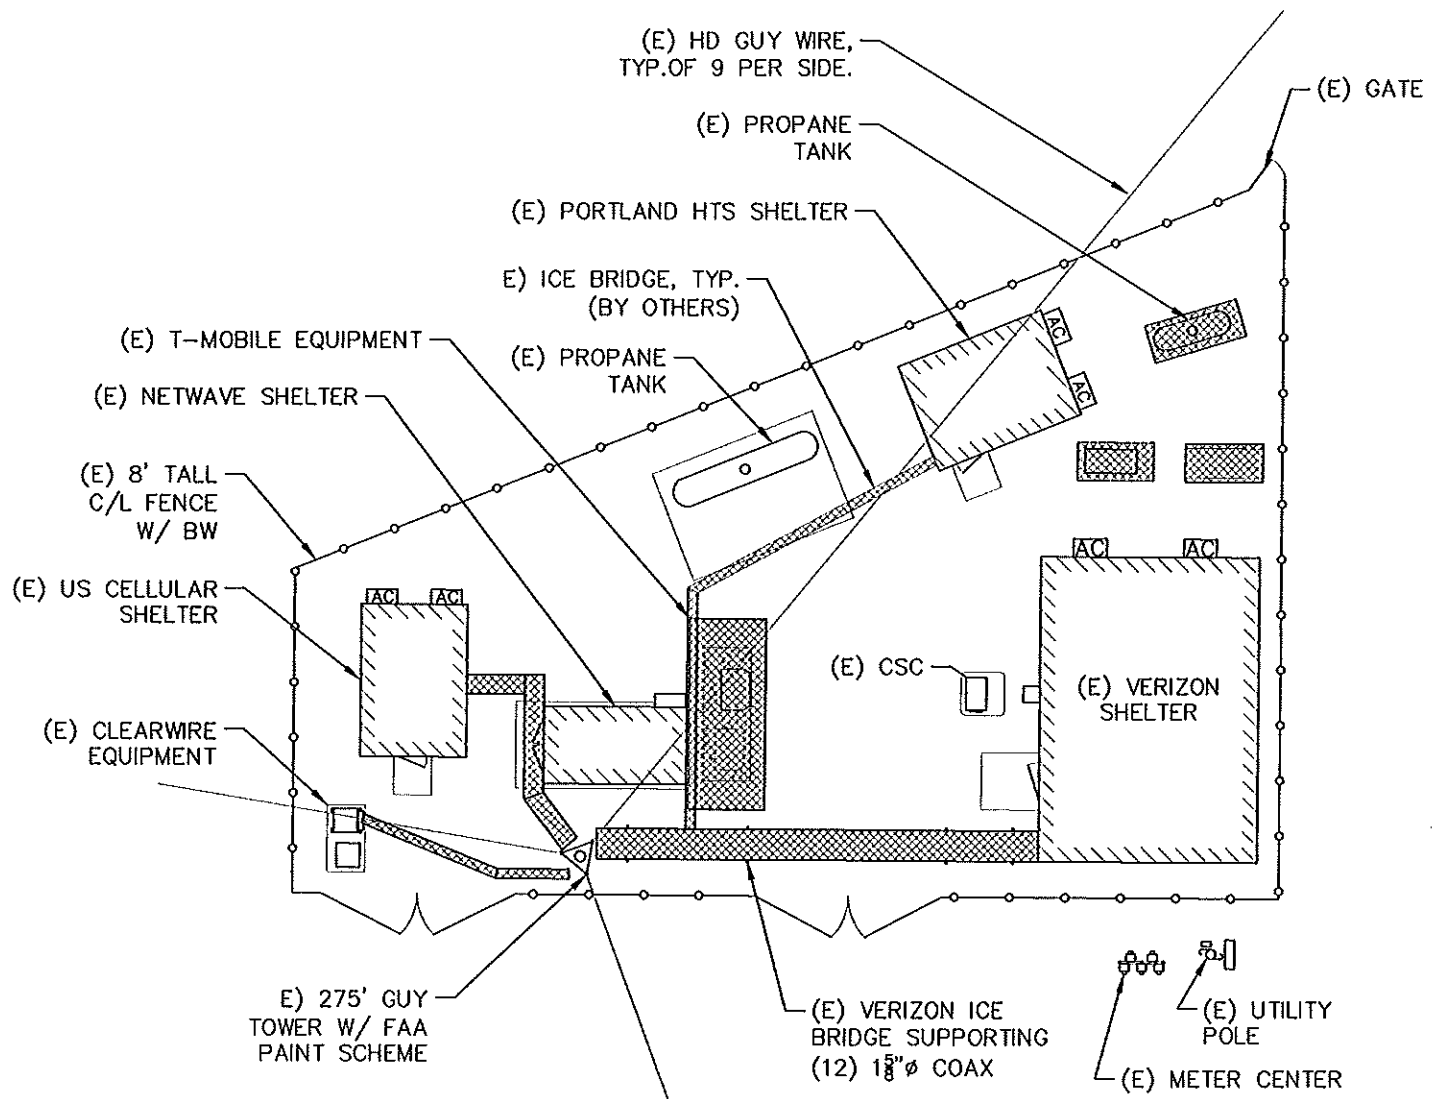 (E) HD GUY WIRE,
TYP.OF 9 PER SIDE.
(E) GATE
(E) PROPANE
TANK
(E) PORTLAND HTS SHELTER
E) ICE BRIDGE, TYP.
(BY OTHERS)
(E) T-MOBILE EQUIPMENT
(E) PROPANE
TANK
(E) NETWAVE SHELTER
(E) 8' TALL
C/L FENCE
W/ BW
(E) US CELLULAR
SHELTER
(E) CLEARWIRE
EQUIPMENT
AC
AC
AC
AC
AC
AC
(E) CSC
(E) VERIZON
SHELTER
E) 275' GUY
TOWER W/ FAA
PAINT SCHEME
(E) VERIZON ICE
BRIDGE SUPPORTING
(12) 1⅝"ø COAX
(E) UTILITY
POLE
(E) METER CENTER